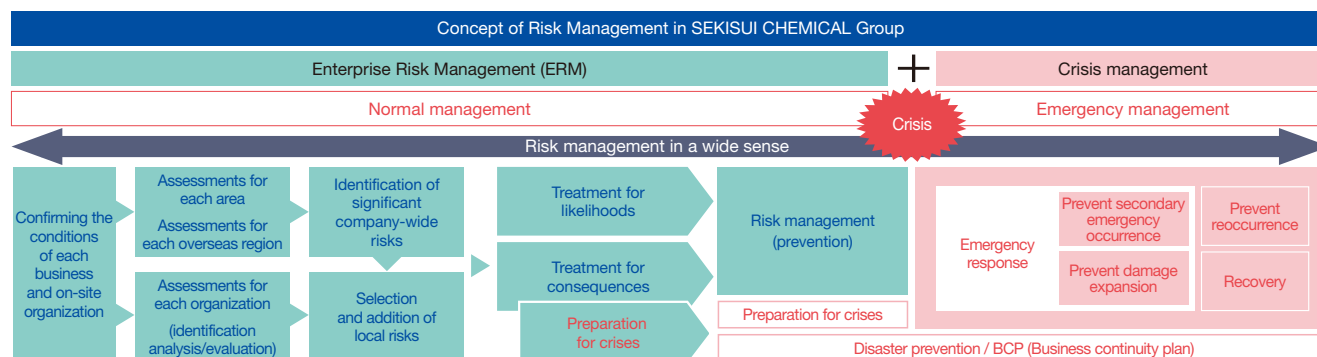 Concept of Risk Management in SEKISUI CHEMICAL Group
Enterprise Risk Management (ERM)
+
Crisis management
Normal management
Crisis
Emergency management
Risk management in a wide sense
Confirming the
conditions
of each
business
and on-site
organization
Assessments for
each area
Assessments for
each overseas region
Assessments for
each organization
(identification
analysis/evaluation)
Identification of
significant
company-wide
risks
Selection
and addition of
local risks
Treatment for
likelihoods
Treatment for
consequences
Preparation
for crises
Risk management
(prevention)
Preparation for crises
Emergency
response
Prevent secondary
emergency
occurrence
Prevent damage
expansion
Prevent
reoccurrence
Recovery
Disaster prevention / BCP (Business continuity plan)